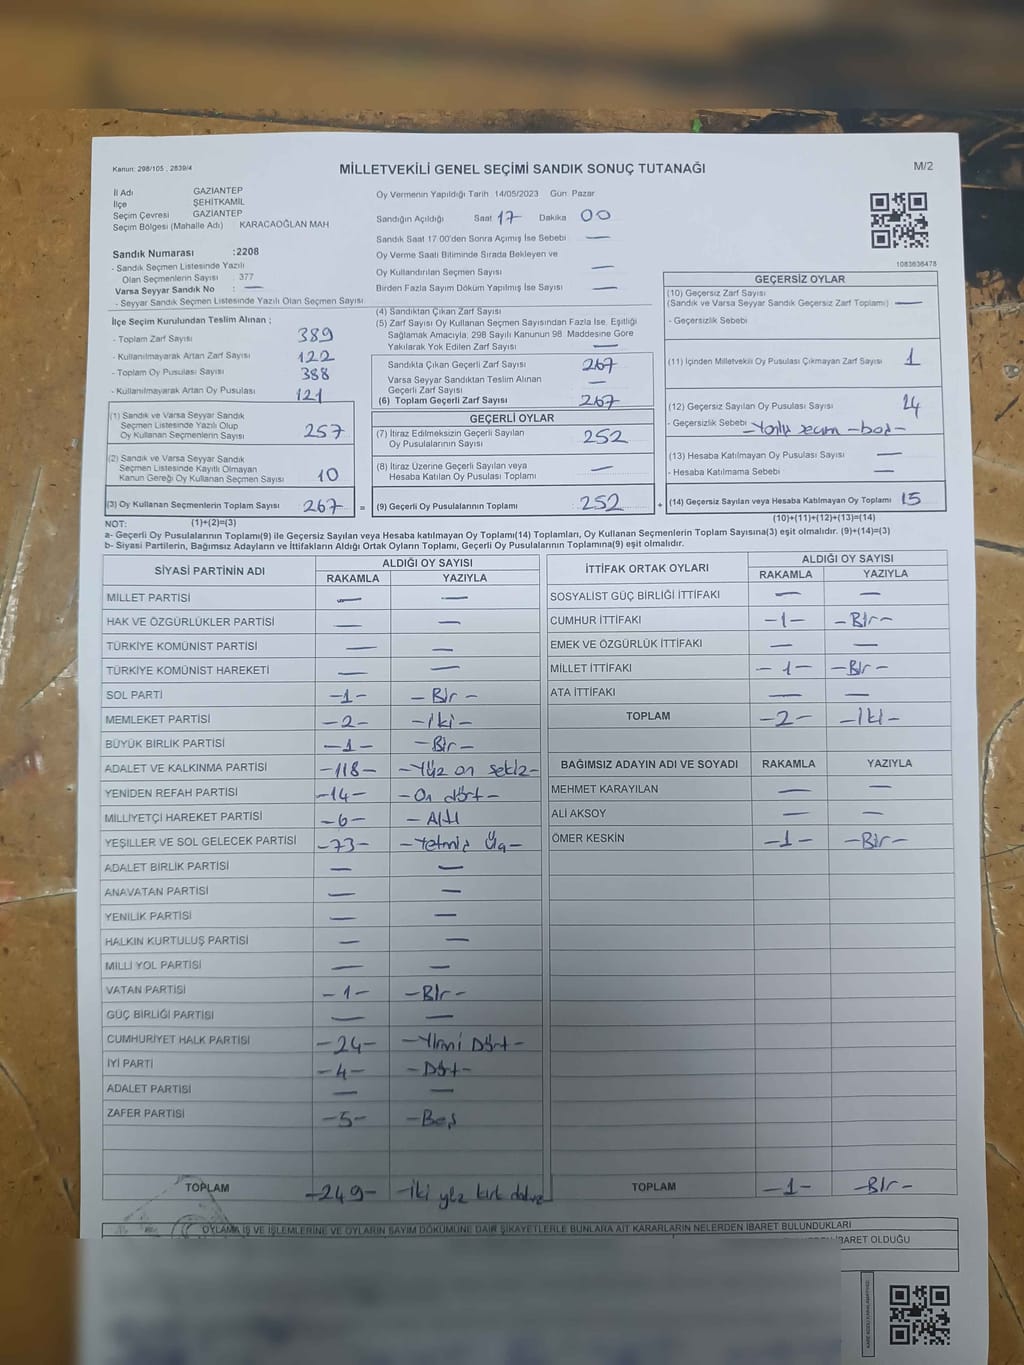 Kanun: 298/105 , 2839/4
MİLLETVEKİLİ GENEL SEÇİMİ SANDIK SONUÇ TUTANAĞI
M/2
İl Adı GAZİANTEP
İlçe ŞEHİTKAMİL
Seçim Çevresi GAZİANTEP
Seçim Bölgesi (Mahalle Adı) KARACAOĞLAN MAH
Sandık Numarası :2208
- Sandık Seçmen Listesinde Yazılı
Olan Seçmenlerin Sayısı : 377
Varsa Seyyar Sandık No : —
- Seyyar Sandık Seçmen Listesinde Yazılı Olan Seçmen Sayısı
Oy Vermenin Yapıldığı Tarih 14/05/2023 Gün: Pazar
Sandığın Açıldığı Saat 17 Dakika 00
Sandık Saat 17:00'den Sonra Açımış İse Sebebi —
Oy Verme Saati Bitiminde Sırada Bekleyen ve
Oy Kullandırılan Seçmen Sayısı —
Birden Fazla Sayım Döküm Yapılmış İse Sayısı —
1083636478
İlçe Seçim Kurulundan Teslim Alınan ;
- Toplam Zarf Sayısı 389
- Kullanılmayarak Artan Zarf Sayısı 122
- Toplam Oy Pusulası Sayısı 388
- Kullanılmayarak Artan Oy Pusulası 121
(1) Sandık ve Varsa Seyyar Sandık
Seçmen Listesinde Yazılı Olup
Oy Kullanan Seçmenlerin Sayısı 257
(2) Sandık ve Varsa Seyyar Sandık
Seçmen Listesinde Kayıtlı Olmayan
Kanun Gereği Oy Kullanan Seçmen Sayısı 10
(3) Oy Kullanan Seçmenlerin Toplam Sayısı 267 =
(4) Sandıktan Çıkan Zarf Sayısı
(5) Zarf Sayısı Oy Kullanan Seçmen Sayısından Fazla İse, Eşitliği
Sağlamak Amacıyla, 298 Sayılı Kanunun 98. Maddesine Göre
Yakılarak Yok Edilen Zarf Sayısı —
Sandıkta Çıkan Geçerli Zarf Sayısı 267
Varsa Seyyar Sandıktan Teslim Alınan
Geçerli Zarf Sayısı —
(6) Toplam Geçerli Zarf Sayısı 267
GEÇERLİ OYLAR
(7) İtiraz Edilmeksizin Geçerli Sayılan
Oy Pusulalarının Sayısı 252
(8) İtiraz Üzerine Geçerli Sayılan veya
Hesaba Katılan Oy Pusulası Toplamı —
(9) Geçerli Oy Pusulalarının Toplamı 252 +
GEÇERSİZ OYLAR
(10) Geçersiz Zarf Sayısı
(Sandık ve Varsa Seyyar Sandık Geçersiz Zarf Toplamı) —
- Geçersizlik Sebebi
(11) İçinden Milletvekili Oy Pusulası Çıkmayan Zarf Sayısı 1
(12) Geçersiz Sayılan Oy Pusulası Sayısı 14
- Geçersizlik Sebebi -Yanlış seçim -boş-
(13) Hesaba Katılmayan Oy Pusulası Sayısı —
- Hesaba Katılmama Sebebi —
(14) Geçersiz Sayılan veya Hesaba Katılmayan Oy Toplamı 15
NOT: (1)+(2)=(3) (10)+(11)+(12)+(13)=(14)
a- Geçerli Oy Pusulalarının Toplamı(9) ile Geçersiz Sayılan veya Hesaba katılmayan Oy Toplamı(14) Toplamları, Oy Kullanan Seçmenlerin Toplam Sayısına(3) eşit olmalıdır. (9)+(14)=(3)
b- Siyasi Partilerin, Bağımsız Adayların ve İttifakların Aldığı Ortak Oyların Toplamı, Geçerli Oy Pusulalarının Toplamına(9) eşit olmalıdır.
SİYASİ PARTİNİN ADI ALDIĞI OY SAYISI
RAKAMLA YAZIYLA
MİLLET PARTİSİ — —
HAK VE ÖZGÜRLÜKLER PARTİSİ — —
TÜRKİYE KOMÜNİST PARTİSİ — —
TÜRKİYE KOMÜNİST HAREKETİ — —
SOL PARTİ -1- -Bir-
MEMLEKET PARTİSİ -2- -İki-
BÜYÜK BİRLİK PARTİSİ -1- -Bir-
ADALET VE KALKINMA PARTİSİ -118- -Yüz on sekiz-
YENİDEN REFAH PARTİSİ -14- -On dört-
MİLLİYETÇİ HAREKET PARTİSİ -6- -Altı
YEŞİLLER VE SOL GELECEK PARTİSİ -73- -Yetmiş Üç-
ADALET BİRLİK PARTİSİ — —
ANAVATAN PARTİSİ — —
YENİLİK PARTİSİ — —
HALKIN KURTULUŞ PARTİSİ — —
MİLLİ YOL PARTİSİ — —
VATAN PARTİSİ -1- -Bir-
GÜÇ BİRLİĞİ PARTİSİ — —
CUMHURİYET HALK PARTİSİ -24- -Yirmi Dört-
İYİ PARTİ -4- -Dört-
ADALET PARTİSİ — —
ZAFER PARTİSİ -5- -Beş
TOPLAM -249- -İki yüz kırk dokuz
İTTİFAK ORTAK OYLARI ALDIĞI OY SAYISI
RAKAMLA YAZIYLA
SOSYALİST GÜÇ BİRLİĞİ İTTİFAKI — —
CUMHUR İTTİFAKI -1- -Bir-
EMEK VE ÖZGÜRLÜK İTTİFAKI — —
MİLLET İTTİFAKI -1- -Bir-
ATA İTTİFAKI — —
TOPLAM -2- -İki-
BAĞIMSIZ ADAYIN ADI VE SOYADI RAKAMLA YAZIYLA
MEHMET KARAYILAN — —
ALİ AKSOY — —
ÖMER KESKİN -1- -Bir-
TOPLAM -1- -Bir-
OYLAMA İŞ VE İŞLEMLERİNE VE OYLARIN SAYIM DÖKÜMÜNE DAİR ŞİKAYETLERLE BUNLARA AİT KARARLARIN NELERDEN İBARET BULUNDUKLARI
İBARET OLDUĞU